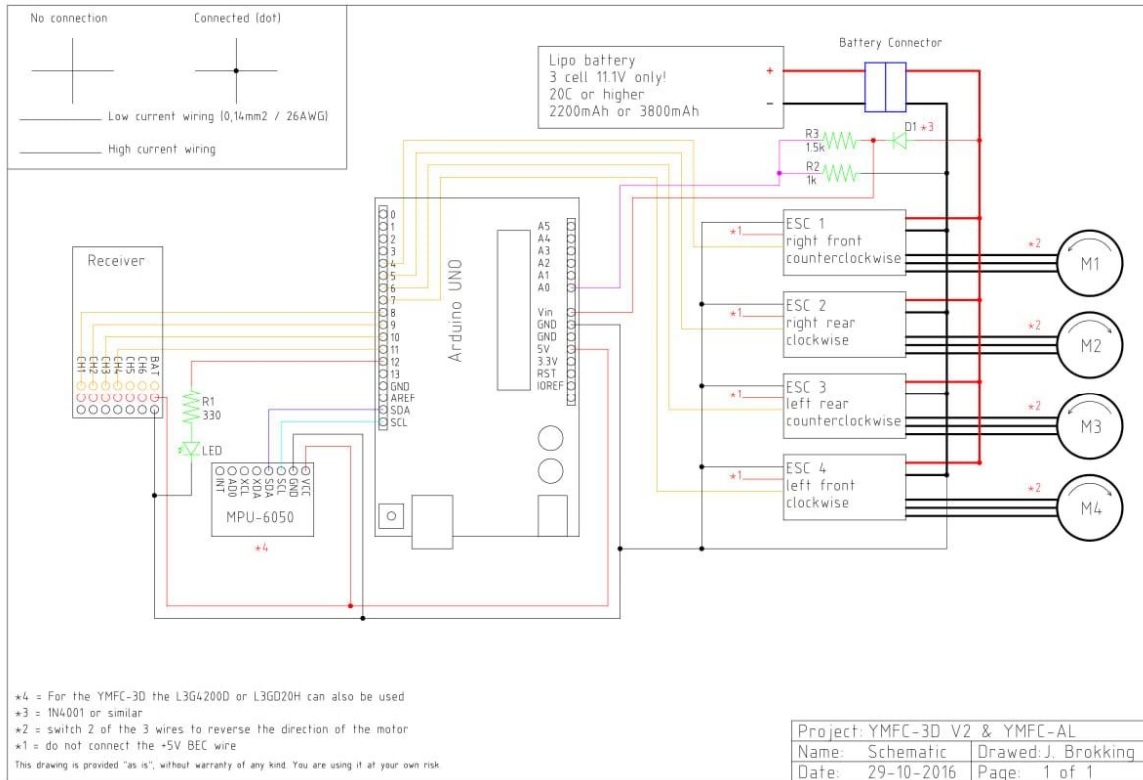 No connection
Connected (dot)
Low current wiring (0,14mm2 / 26AWG)
High current wiring
Lipo battery
3 cell 11.1V only!
20C or higher
2200mAh or 3800mAh
+
-
Battery Connector
R3
1.5k
D1 *3
R2
1k
Receiver
CH1
CH2
CH3
CH4
CH5
CH6
BAT
R1
330
LED
Arduino UNO
0
1
2
3
4
5
6
7
8
9
10
11
12
13
GND
AREF
SDA
SCL
A5
A4
A3
A2
A1
A0
Vin
GND
GND
5V
3.3V
RST
IOREF
INT
AD0
XCL
XDA
SDA
SCL
GND
VCC
MPU-6050
*4
*1
ESC 1
right front
counterclockwise
*2
M1
*1
ESC 2
right rear
clockwise
*2
M2
*1
ESC 3
left rear
counterclockwise
*2
M3
*1
ESC 4
left front
clockwise
*2
M4
*4 = For the YMFC-3D the L3G4200D or L3GD20H can also be used
*3 = 1N4001 or similar
*2 = switch 2 of the 3 wires to reverse the direction of the motor
*1 = do not connect the +5V BEC wire
This drawing is provided "as is", without warranty of any kind. You are using it at your own risk.
Project: YMFC-3D V2 & YMFC-AL
Name: Schematic Drawed: J. Brokking
Date: 29-10-2016 Page: 1 of 1